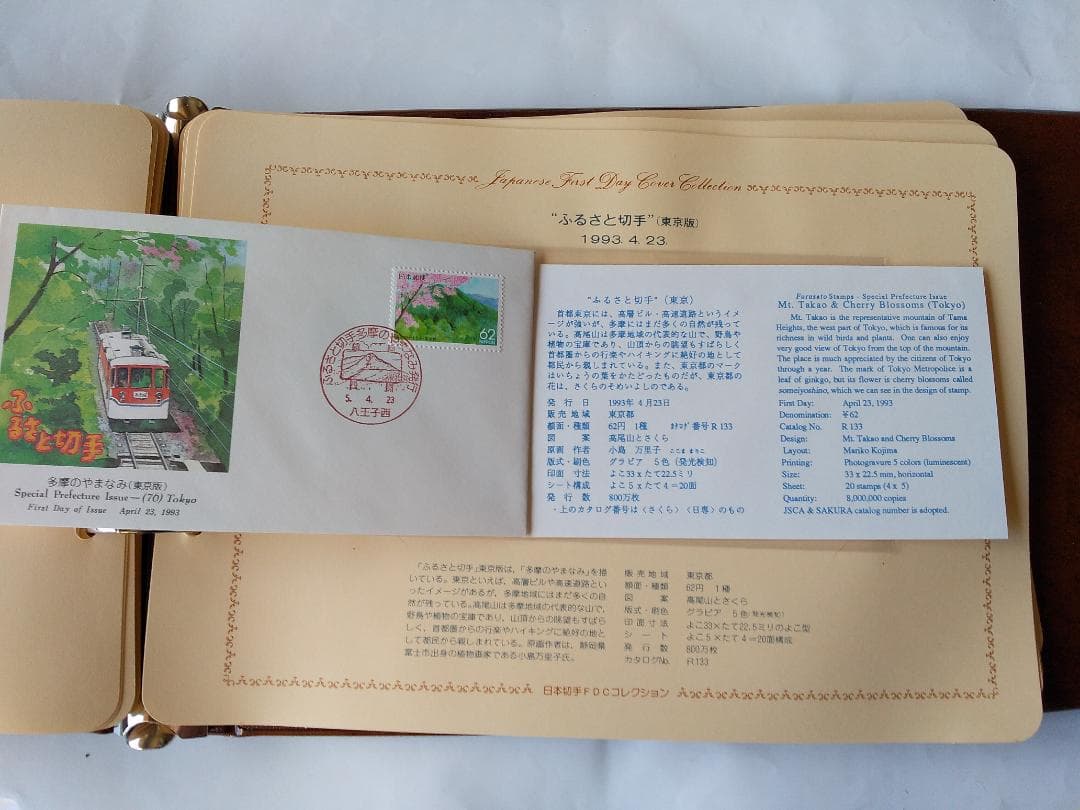 Japanese First Day Cover Collection
"ふるさと切手"(東京版)
1993. 4. 23.
ふるさと切手
多摩のやまなみ(東京版)
Special Prefecture Issue—(70) Tokyo
First Day of Issue April 23, 1993
日本郵便
62
NIPPON
ふるさと切手多摩のやまなみ発行
5. 4. 23
八王子西
"ふるさと切手"(東京)
首都東京には、高層ビル・高速道路というイメ
ージが強いが、多摩にはまだ多くの自然が残って
いる。高尾山は多摩地域の代表的な山で、野鳥や
植物の宝庫であり、山頂からの眺望もすばらしく
首都圏からの行楽やハイキングに絶好の地として
都民から親しまれている。また、東京都のマーク
はいちょうの葉をかたどったものだが、東京都の
花は、さくらのそめいよしのである。
発行日 1993年4月23日
販売地域 東京都
額面・種類 62円 1種 カタログ番号 R 133
図案 高尾山とさくら
原画作者 小島 万里子 こじま まりこ
版式・刷色 グラビア 5色(発光検知)
印面寸法 よこ33×たて22.5ミリ
シート構成 よこ5×たて4=20面
発行数 800万枚
・上のカタログ番号は〈さくら〉〈日専〉のもの
Furusato Stamps - Special Prefecture Issue
Mt. Takao & Cherry Blossoms (Tokyo)
Mt. Takao is the representative mountain of Tama
Heights, the west part of Tokyo, which is famous for its
richness in wild birds and plants. One can also enjoy
very good view of Tokyo from the top of the mountain.
The place is much appreciated by the citizens of Tokyo
through a year. The mark of Tokyo Metropolice is a
leaf of ginkgo, but its flower is cherry blossoms called
someiyoshino, which we can see in the design of stamp.
First Day: April 23, 1993
Denomination: ¥62
Catalog No. R 133
Design: Mt. Takao and Cherry Blossoms
Layout: Mariko Kojima
Printing: Photogravure 5 colors (luminescent)
Size: 33 x 22.5 mm, horizontal
Sheet: 20 stamps (4 x 5)
Quantity: 8,000,000 copies
JSCA & SAKURA catalog number is adopted.
「ふるさと切手」東京版は、「多摩のやまなみ」を描
いている。東京といえば、高層ビルや高速道路とい
ったイメージがあるが、多摩地域にはまだ多くの自
然が残っている。高尾山は多摩地域の代表的な山で、
野鳥や植物の宝庫であり、山頂からの眺望もすばら
しく、首都圏からの行楽やハイキングに絶好の地と
して都民から親しまれている。原画作者は、静岡県
富士市出身の植物画家である小島万里子氏。
販売地域 東京都
額面・種類 62円 1種
図案 高尾山とさくら
版式・刷色 グラビア 5色(発光検知)
印面寸法 よこ33×たて22.5ミリのよこ型
シート よこ5×たて4=20面構成
発行数 800万枚
カタログNo. R133
日本切手FDCコレクション